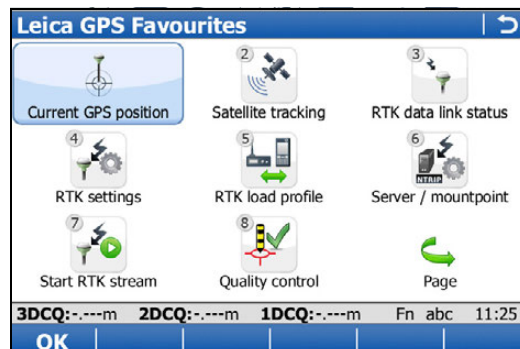 Leica GPS Favourites
2
3
Current GPS position
Satellite tracking
RTK data link status
4
5
6
NTRIP
RTK settings
RTK load profile
Server / mountpoint
7
8
Start RTK stream
Quality control
Page
3DCQ:-.---m 2DCQ:-.---m 1DCQ:-.---m Fn abc 11:25
OK